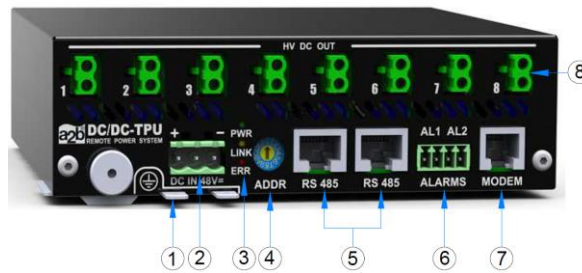 HV DC OUT
1 2 3 4 5 6 7 8
a2b DC/DC-TPU
REMOTE POWER SYSTEM
+ −
DC IN 48V=
PWR
LINK
ERR
ADDR
RS 485
RS 485
AL1 AL2
ALARMS
MODEM
8
1 2 3 4 5 6 7